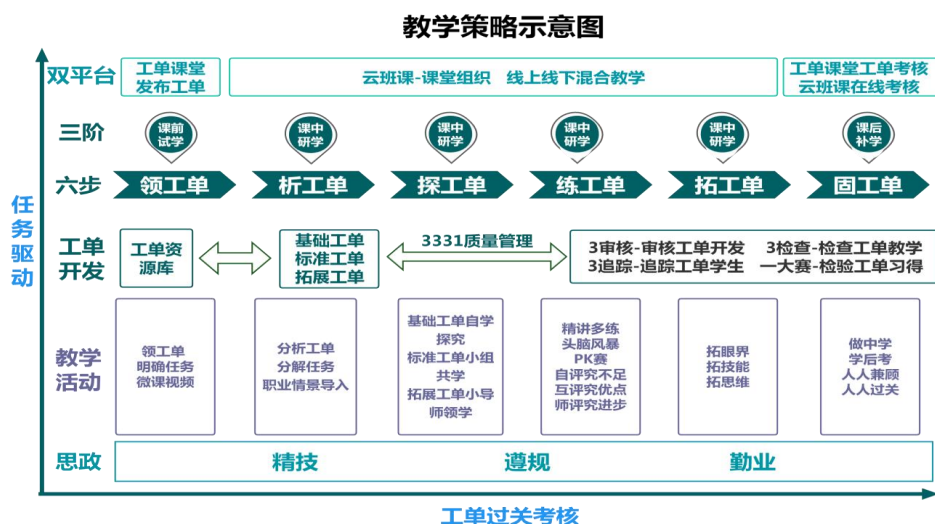 教学策略示意图
双平台
工单课堂
发布工单
云班课-课堂组织 线上线下混合教学
工单课堂工单考核
云班课在线考核
三阶
课前
试学
课中
研学
课中
研学
课中
研学
课中
研学
课后
补学
六步
领工单
析工单
探工单
练工单
拓工单
固工单
任务驱动
工单
开发
工单资
源库
基础工单
标准工单
拓展工单
3331质量管理
3审核-审核工单开发 3检查-检查工单教学
3追踪-追踪工单学生 一大赛-检验工单习得
教学
活动
领工单
明确任务
微课视频
分析工单
分解任务
职业情景导入
基础工单自学
探究
标准工单小组
共学
拓展工单小导
师领学
精讲多练
头脑风暴
PK赛
自评究不足
互评究优点
师评究进步
拓眼界
拓技能
拓思维
做中学
学后考
人人兼顾
人人过关
思政
精技
遵规
勤业
工单过关考核